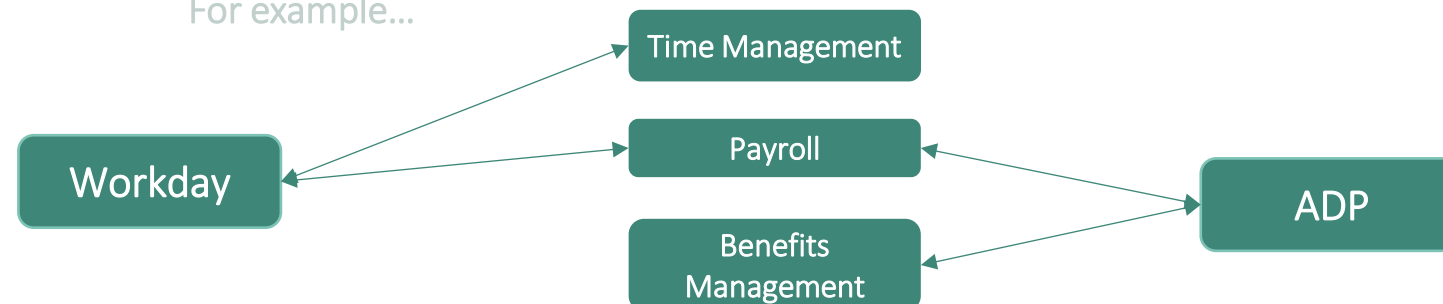 For example...
Time Management
Payroll
Workday
ADP
Benefits
Management